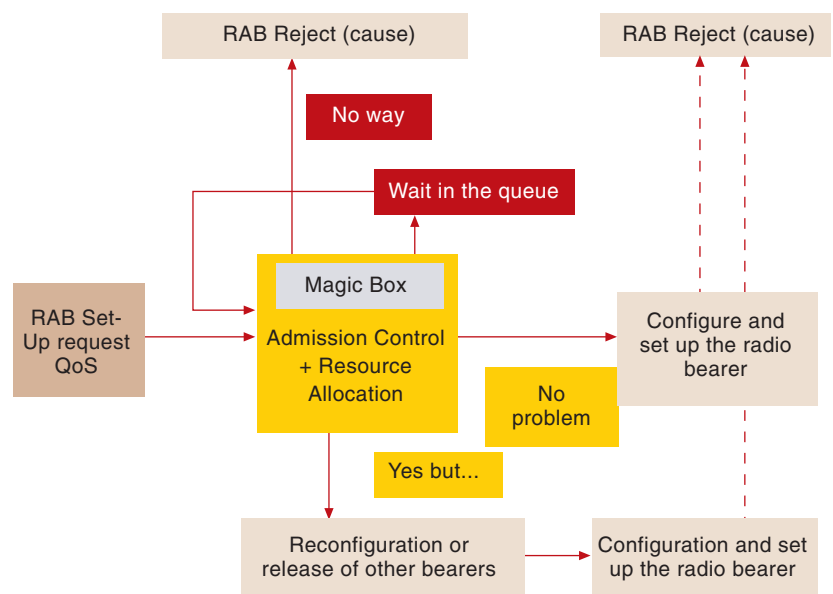 RAB Reject (cause)
RAB Reject (cause)
No way
Wait in the queue
Magic Box
RAB Set-
Up request
QoS
Admission Control
+ Resource
Allocation
Configure and
set up the radio
bearer
No
problem
Yes but...
Reconfiguration or
release of other bearers
Configuration and set
up the radio bearer